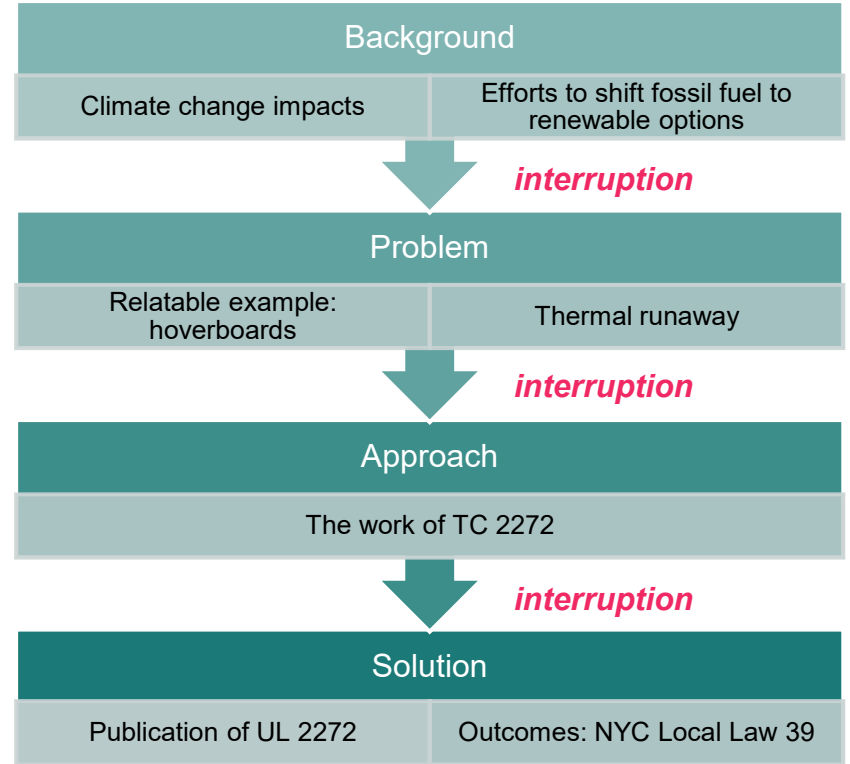 Background
Climate change impacts
Efforts to shift fossil fuel to
renewable options
interruption
Problem
Relatable example:
hoverboards
Thermal runaway
interruption
Approach
The work of TC 2272
interruption
Solution
Publication of UL 2272
Outcomes: NYC Local Law 39